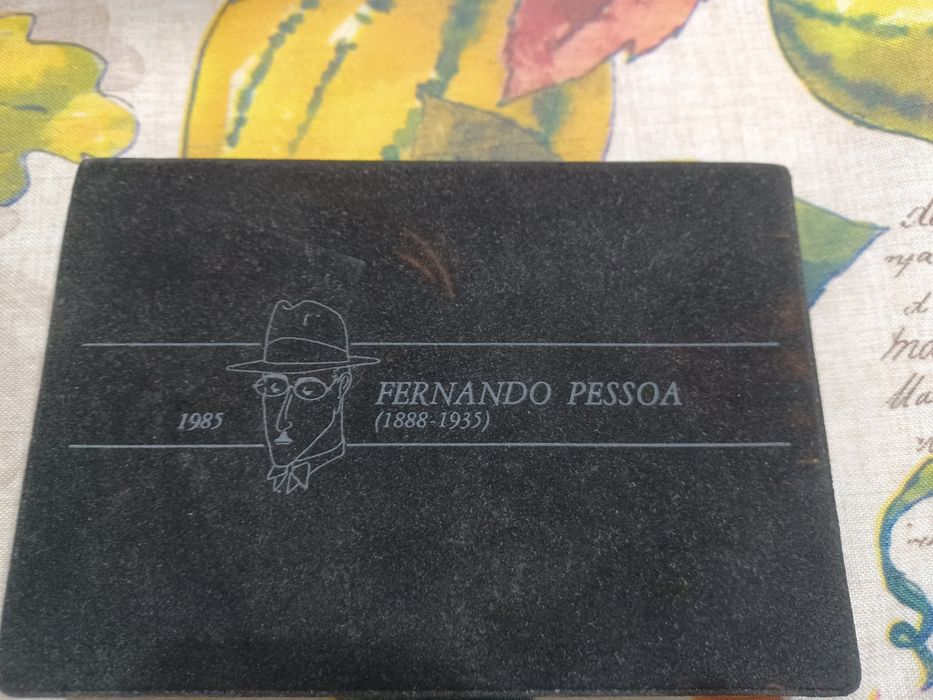 FERNANDO PESSOA
1985
(1888-1935)